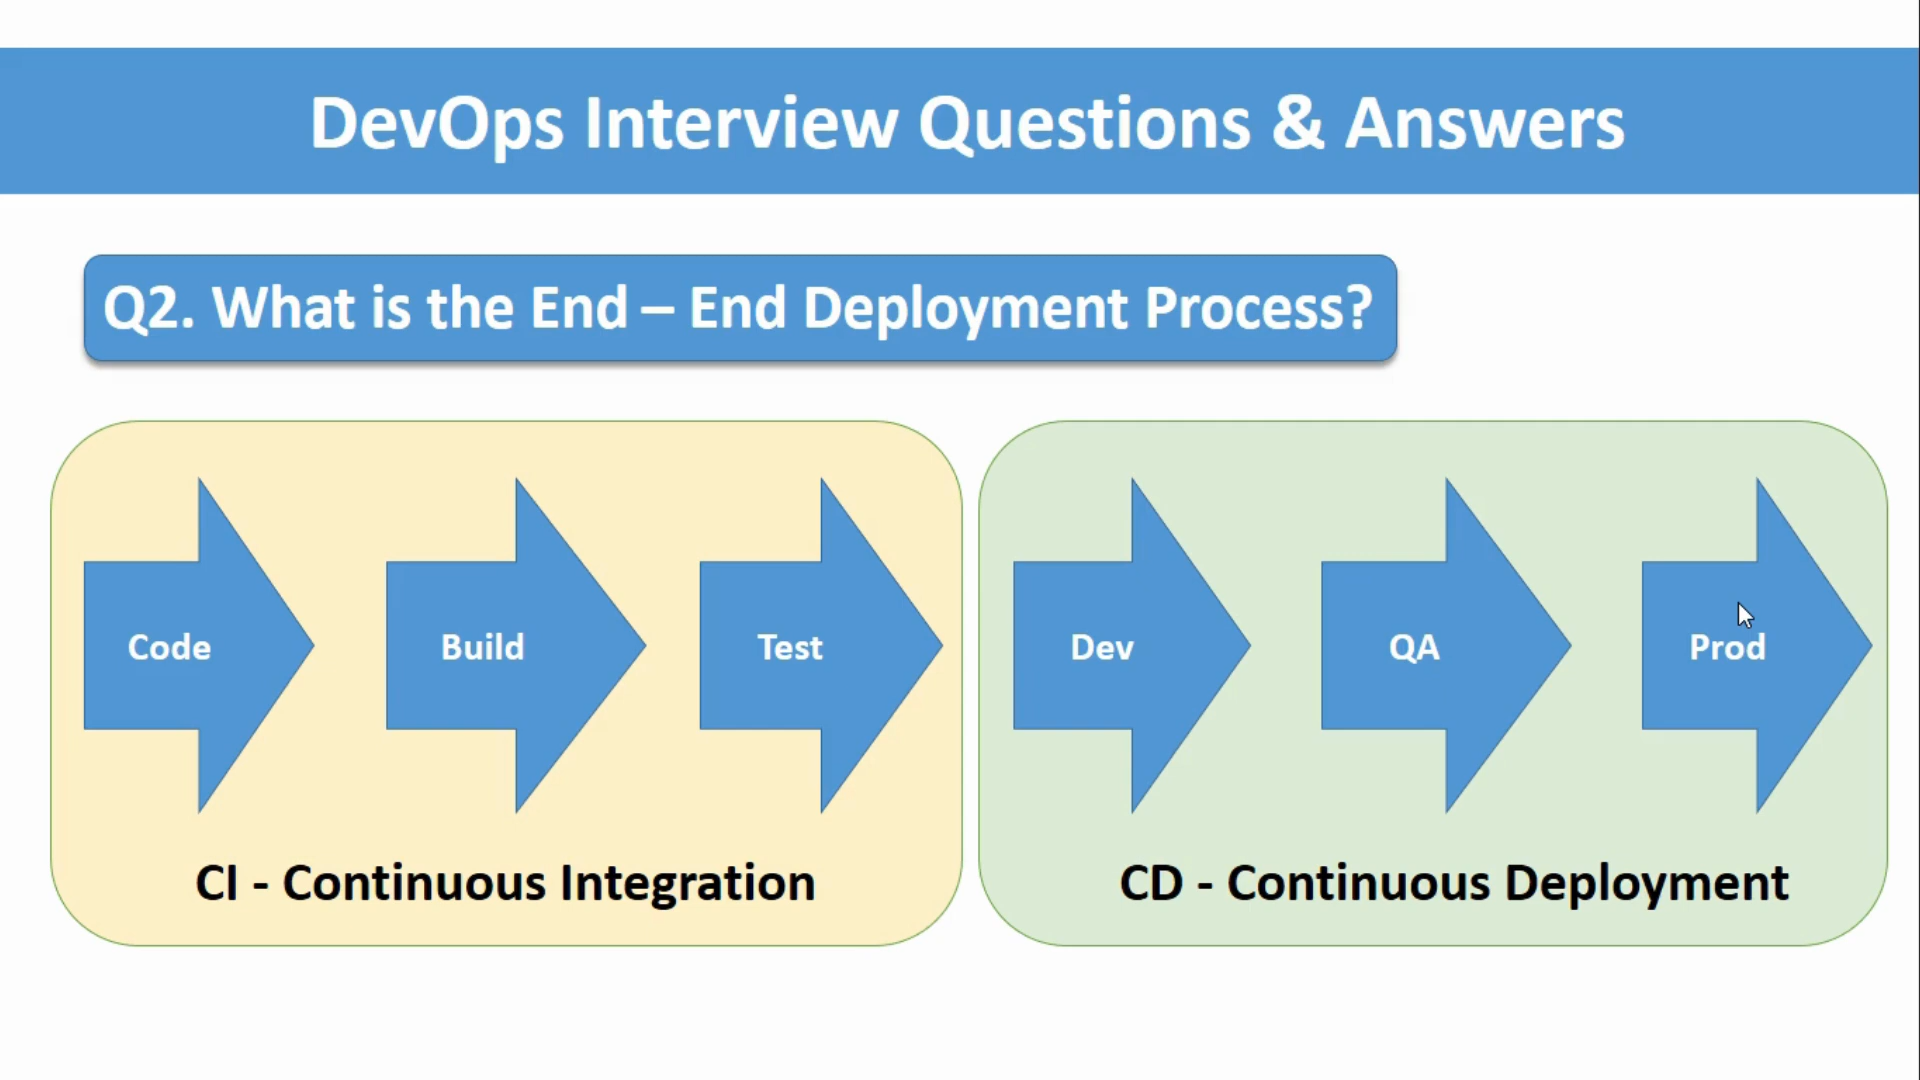 DevOps Interview Questions & Answers
Q2. What is the End – End Deployment Process?
Code
Build
Test
Dev
QA
Prod
CI - Continuous Integration
CD - Continuous Deployment